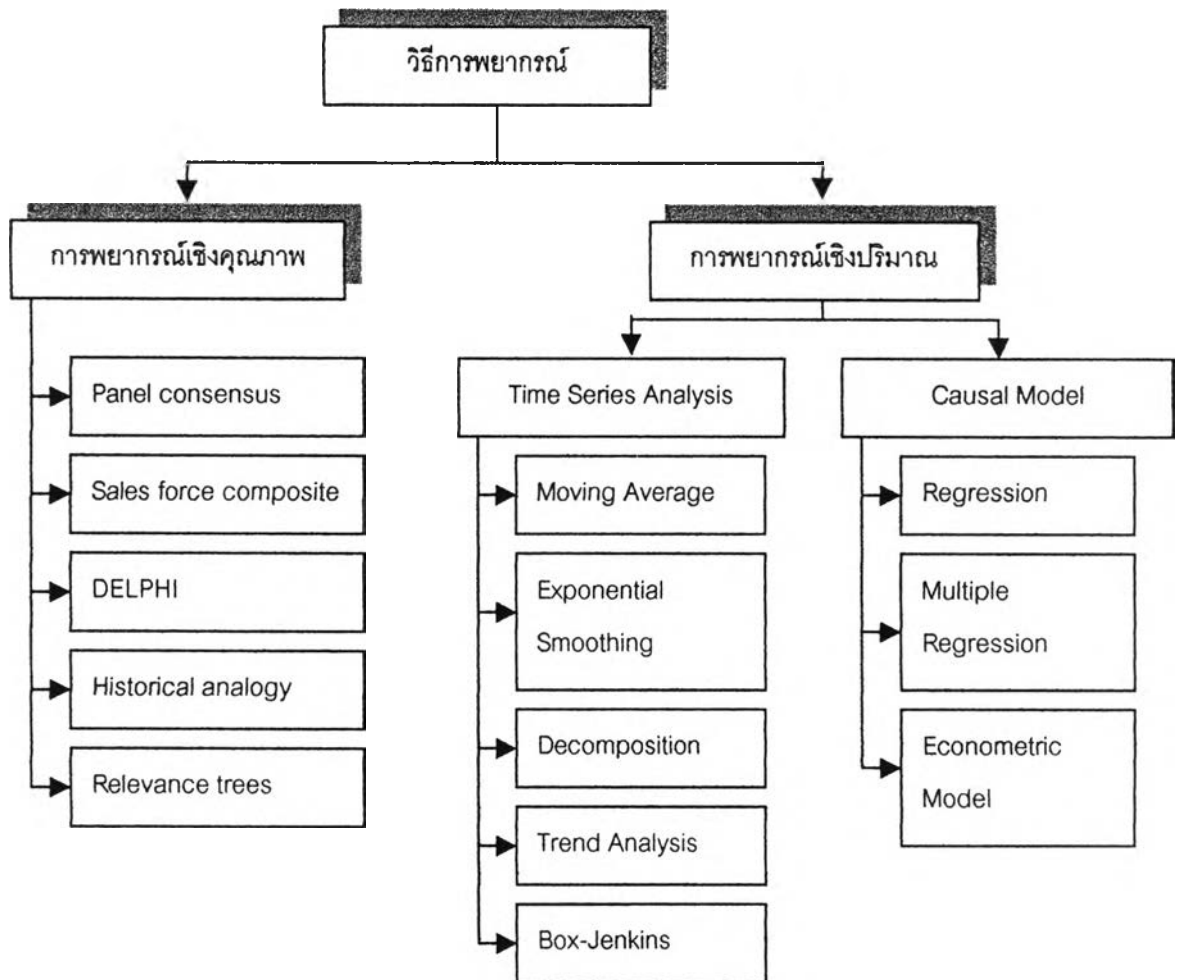 วิธีการพยากรณ์
การพยากรณ์เชิงคุณภาพ
Panel consensus
Sales force composite
DELPHI
Historical analogy
Relevance trees
การพยากรณ์เชิงปริมาณ
Time Series Analysis
Moving Average
Exponential
Smoothing
Decomposition
Trend Analysis
Box-Jenkins
Causal Model
Regression
Multiple
Regression
Econometric
Model